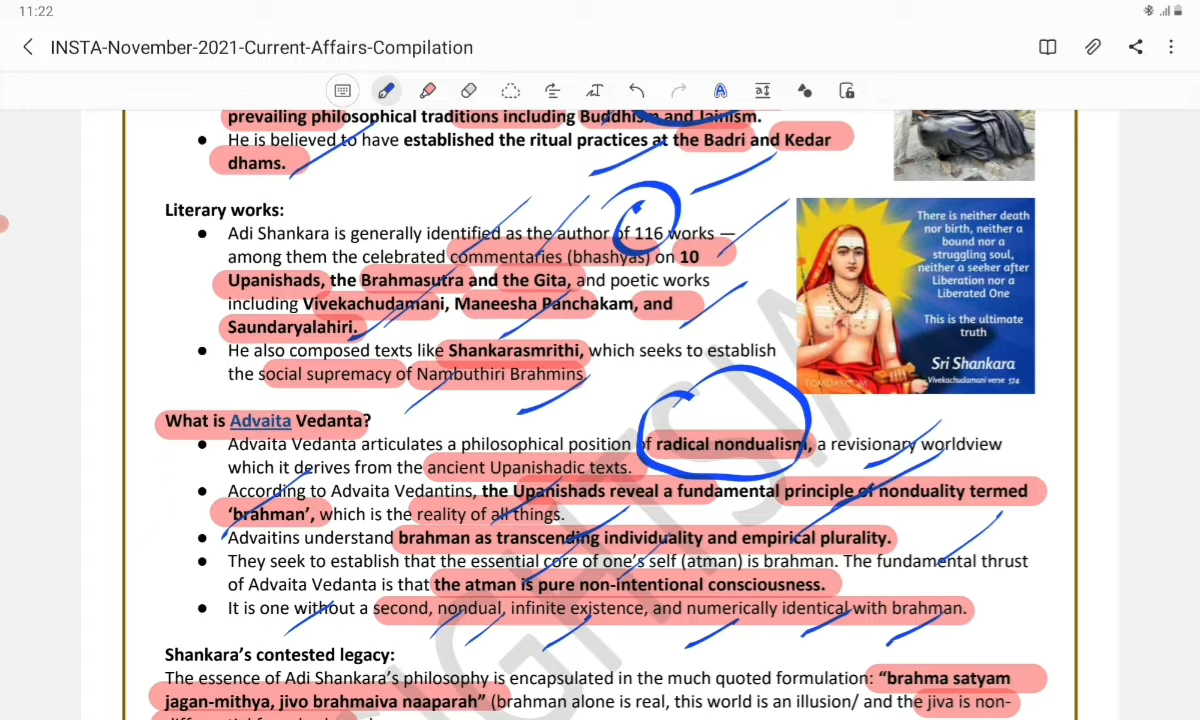 11:22
INSTA-November-2021-Current-Affairs-Compilation
prevailing philosophical traditions including Buddhism and Jainism.
● He is believed to have established the ritual practices at the Badri and Kedar
dhams.
Literary works:
● Adi Shankara is generally identified as the author of 116 works —
among them the celebrated commentaries (bhashyas) on 10
Upanishads, the Brahmasutra and the Gita, and poetic works
including Vivekachudamani, Maneesha Panchakam, and
Saundaryalahiri.
● He also composed texts like Shankarasmrithi, which seeks to establish
the social supremacy of Nambuthiri Brahmins.
There is neither death
nor birth, neither a
bound nor a
struggling soul,
neither a seeker after
Liberation nor a
Liberated One
This is the ultimate
truth
Sri Shankara
Vivekachudamani verse 574
What is Advaita Vedanta?
● Advaita Vedanta articulates a philosophical position of radical nondualism, a revisionary worldview
which it derives from the ancient Upanishadic texts.
● According to Advaita Vedantins, the Upanishads reveal a fundamental principle of nonduality termed
‘brahman’, which is the reality of all things.
● Advaitins understand brahman as transcending individuality and empirical plurality.
● They seek to establish that the essential core of one’s self (atman) is brahman. The fundamental thrust
of Advaita Vedanta is that the atman is pure non-intentional consciousness.
● It is one without a second, nondual, infinite existence, and numerically identical with brahman.
Shankara’s contested legacy:
The essence of Adi Shankara’s philosophy is encapsulated in the much quoted formulation: “brahma satyam
jagan-mithya, jivo brahmaiva naaparah” (brahman alone is real, this world is an illusion/ and the jiva is non-